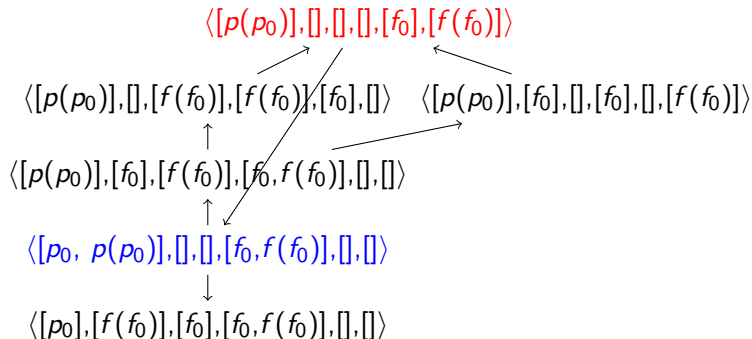 ⟨[p(p₀)],[],[],[],[f₀],[f(f₀)]⟩
⟨[p(p₀)],[],[f(f₀)],[f(f₀)],[f₀],[]⟩
⟨[p(p₀)],[f₀],[],[f₀],[],[f(f₀)]⟩
⟨[p(p₀)],[f₀],[f(f₀)],[f₀,f(f₀)],[],[]⟩
⟨[p₀, p(p₀)],[],[],[f₀,f(f₀)],[],[]⟩
⟨[p₀],[f(f₀)],[f₀],[f₀,f(f₀)],[],[]⟩